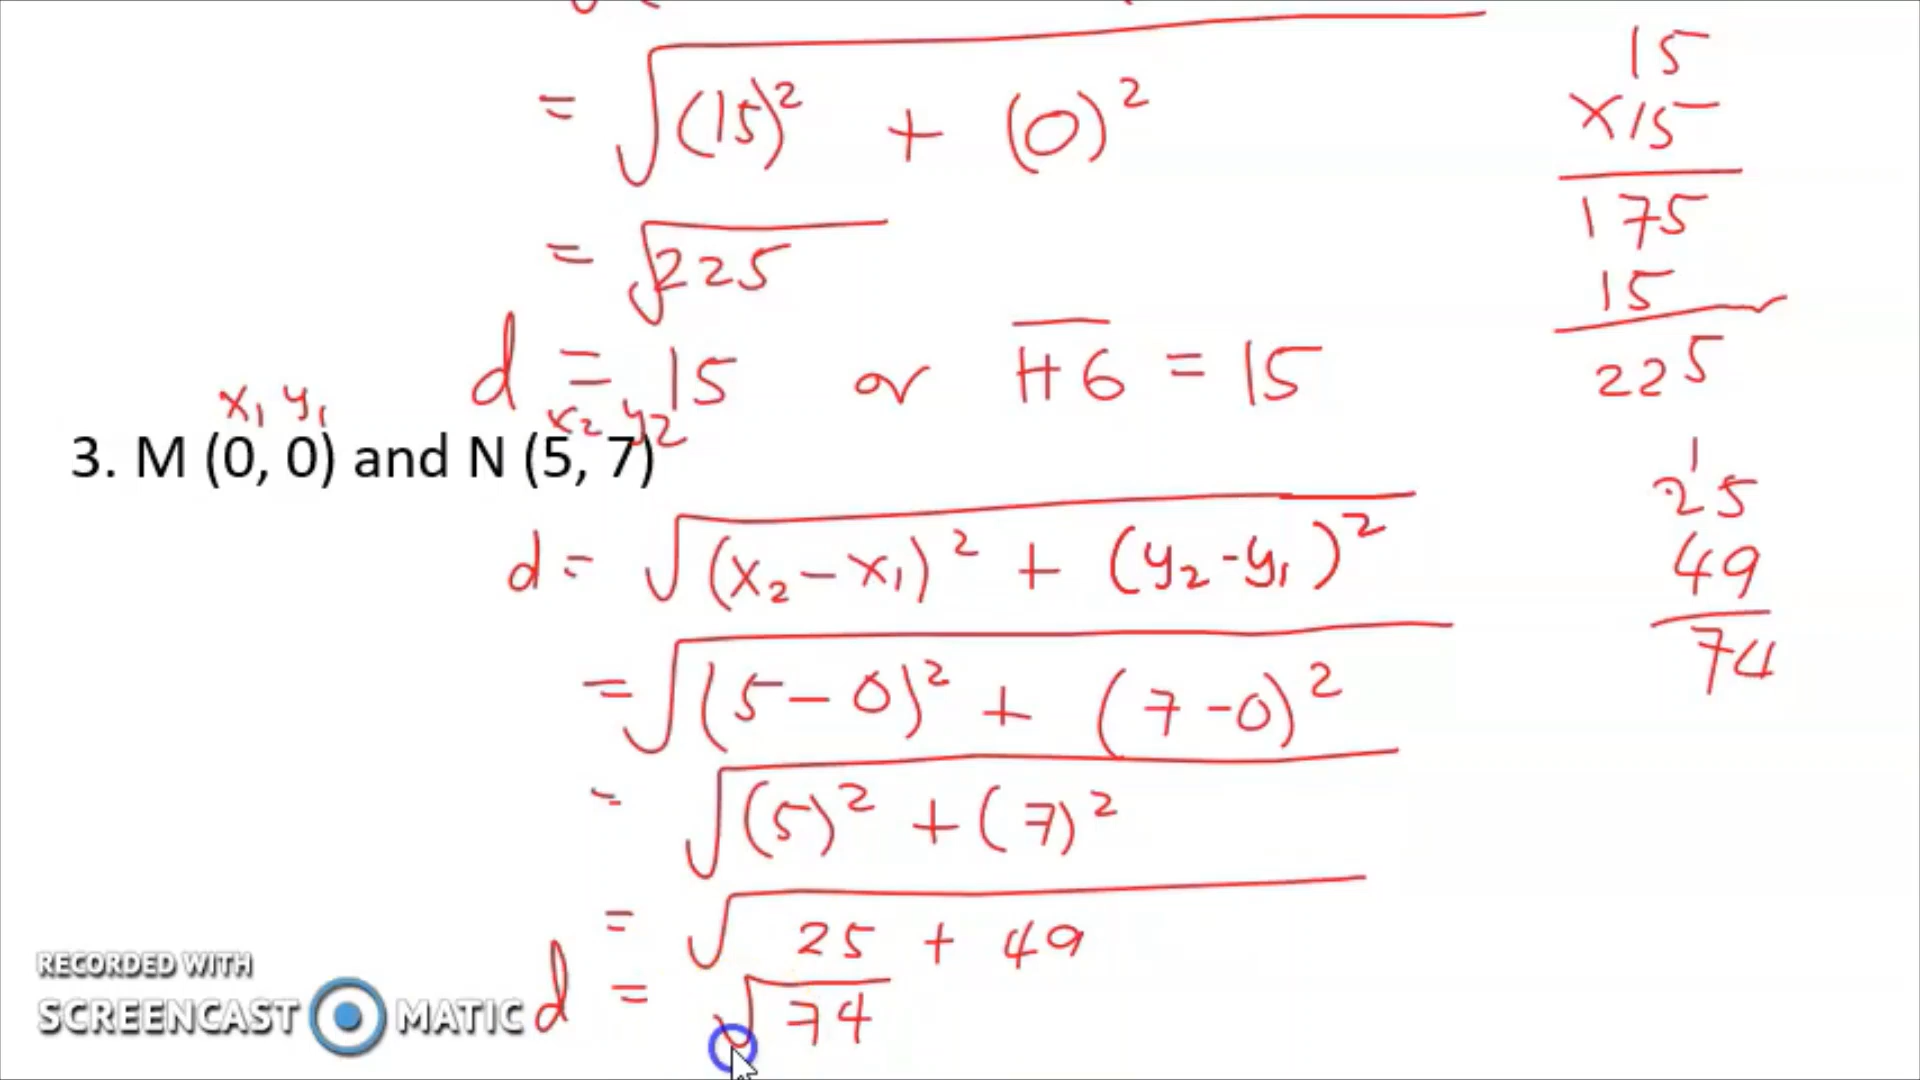 = √(15)² + (0)²
= √225
d = 15 or H6 = 15
15
×15
175
15
225
x₁ y₁
x₂ y₂
3. M (0, 0) and N (5, 7)
d = √(x₂ - x₁)² + (y₂ - y₁)²
= √(5 - 0)² + (7 - 0)²
= √(5)² + (7)²
= √25 + 49
d = √74
1
25
49
74
RECORDED WITH
SCREENCAST MATIC